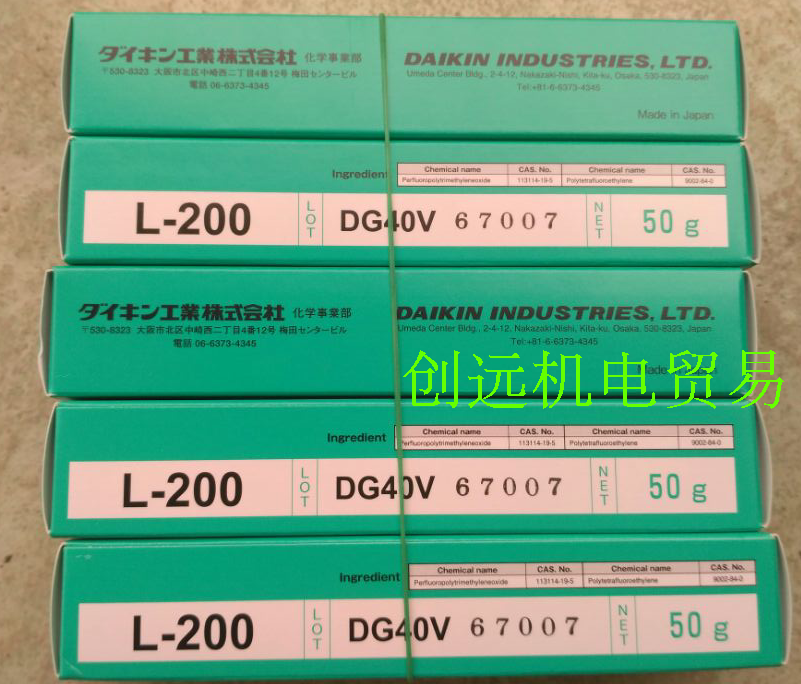 ダイキン工業株式会社 化学事業部 DAIKIN INDUSTRIES, LTD.
〒530-8323 大阪市北区中崎西二丁目4番12号 梅田センタービル Umeda Center Bldg., 2-4-12, Nakazaki-Nishi, Kita-ku, Osaka, 530-8323, Japan
電話 06-6373-4345 Tel:+81-6-6373-4345
Made in Japan
Ingredient Chemical name CAS. No. Chemical name CAS. No.
Perfluoropolytrimethyleneoxide 113114-19-5 Polytetrafluoroethylene 9002-84-0
L-200 LOT DG40V 67007 NET 50 g
ダイキン工業株式会社 化学事業部 DAIKIN INDUSTRIES, LTD.
〒530-8323 大阪市北区中崎西二丁目4番12号 梅田センタービル Umeda Center Bldg., 2-4-12, Nakazaki-Nishi, Kita-ku, Osaka, 530-8323, Japan
電話 06-6373-4345 Tel:+81-6-6373-4345
Made in Japan
创远机电贸易
Ingredient Chemical name CAS. No. Chemical name CAS. No.
Perfluoropolytrimethyleneoxide 113114-19-5 Polytetrafluoroethylene 9002-84-0
L-200 LOT DG40V 67007 NET 50 g
Ingredient Chemical name CAS. No. Chemical name CAS. No.
Perfluoropolytrimethyleneoxide 113114-19-5 Polytetrafluoroethylene 9002-84-0
L-200 LOT DG40V 67007 NET 50 g